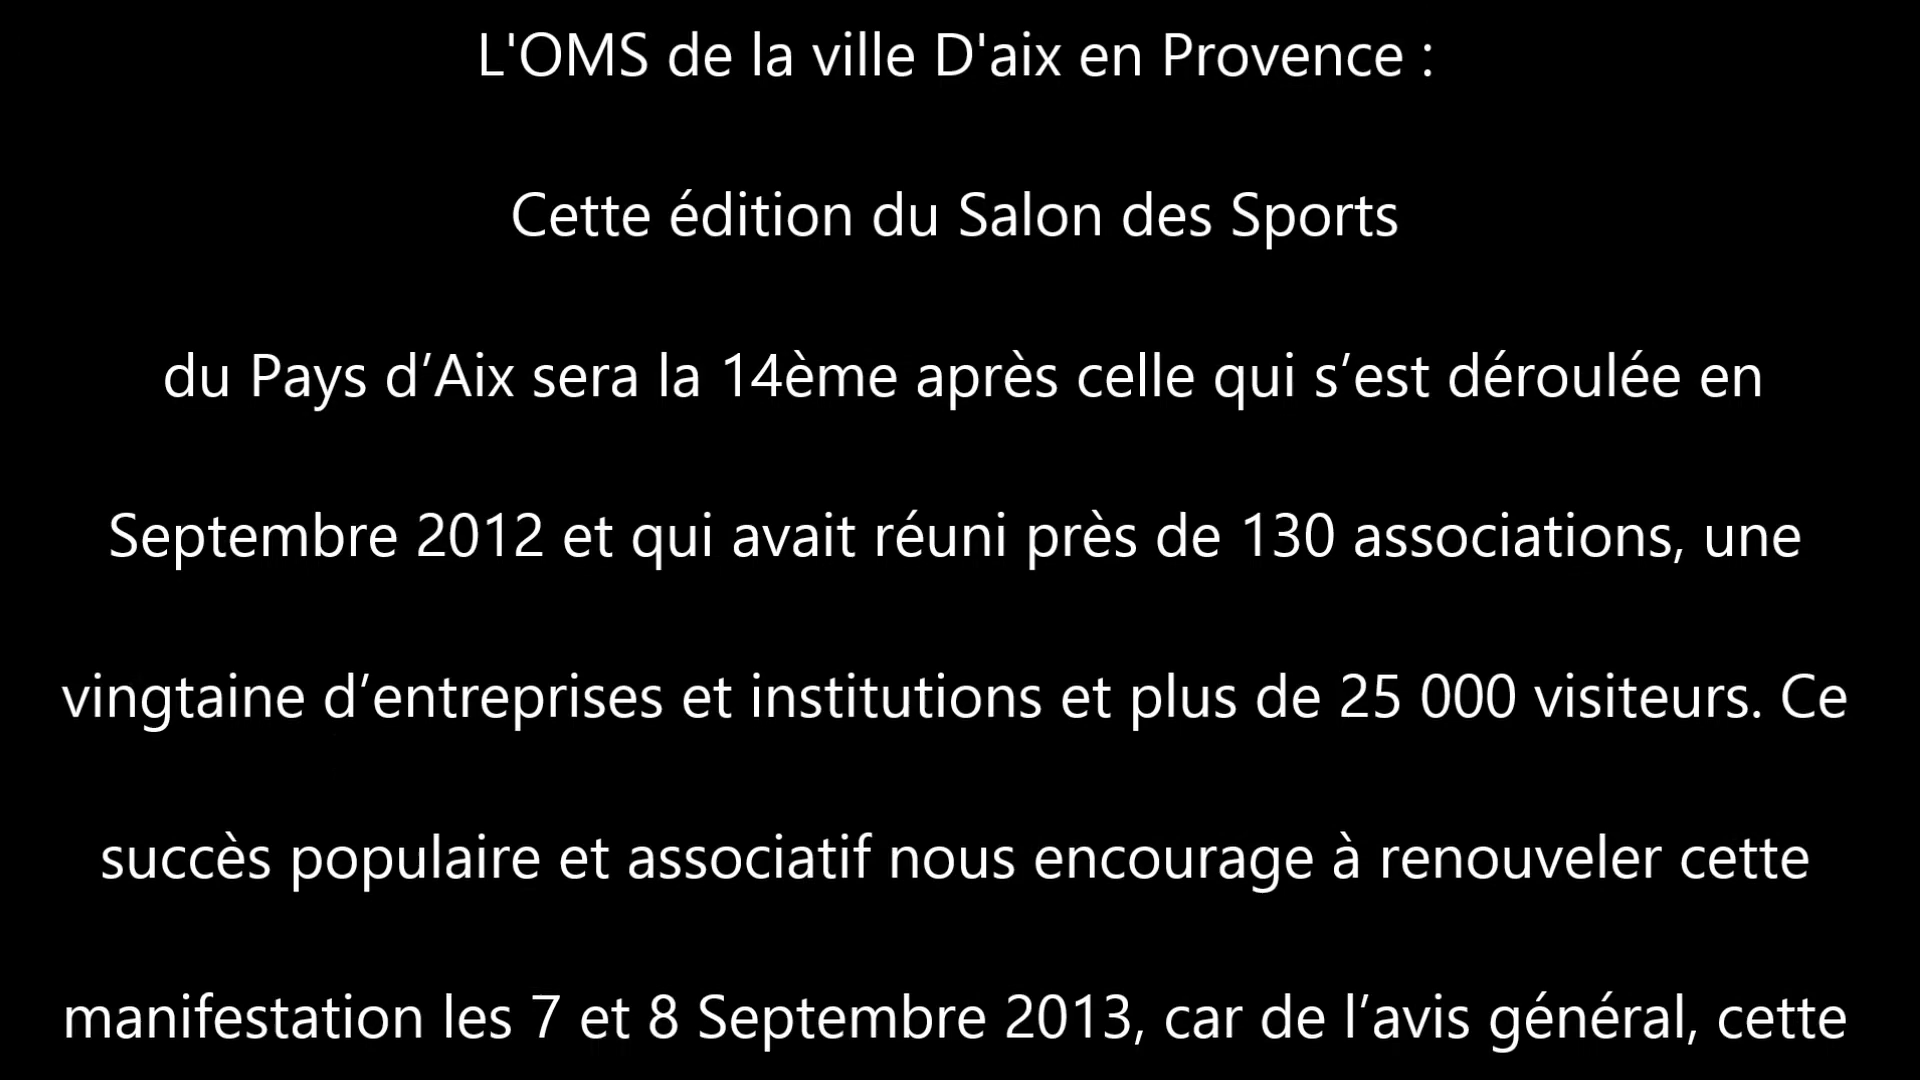 L'OMS de la ville D'aix en Provence :
Cette édition du Salon des Sports
du Pays d’Aix sera la 14ème après celle qui s’est déroulée en
Septembre 2012 et qui avait réuni près de 130 associations, une
vingtaine d’entreprises et institutions et plus de 25 000 visiteurs. Ce
succès populaire et associatif nous encourage à renouveler cette
manifestation les 7 et 8 Septembre 2013, car de l’avis général, cette